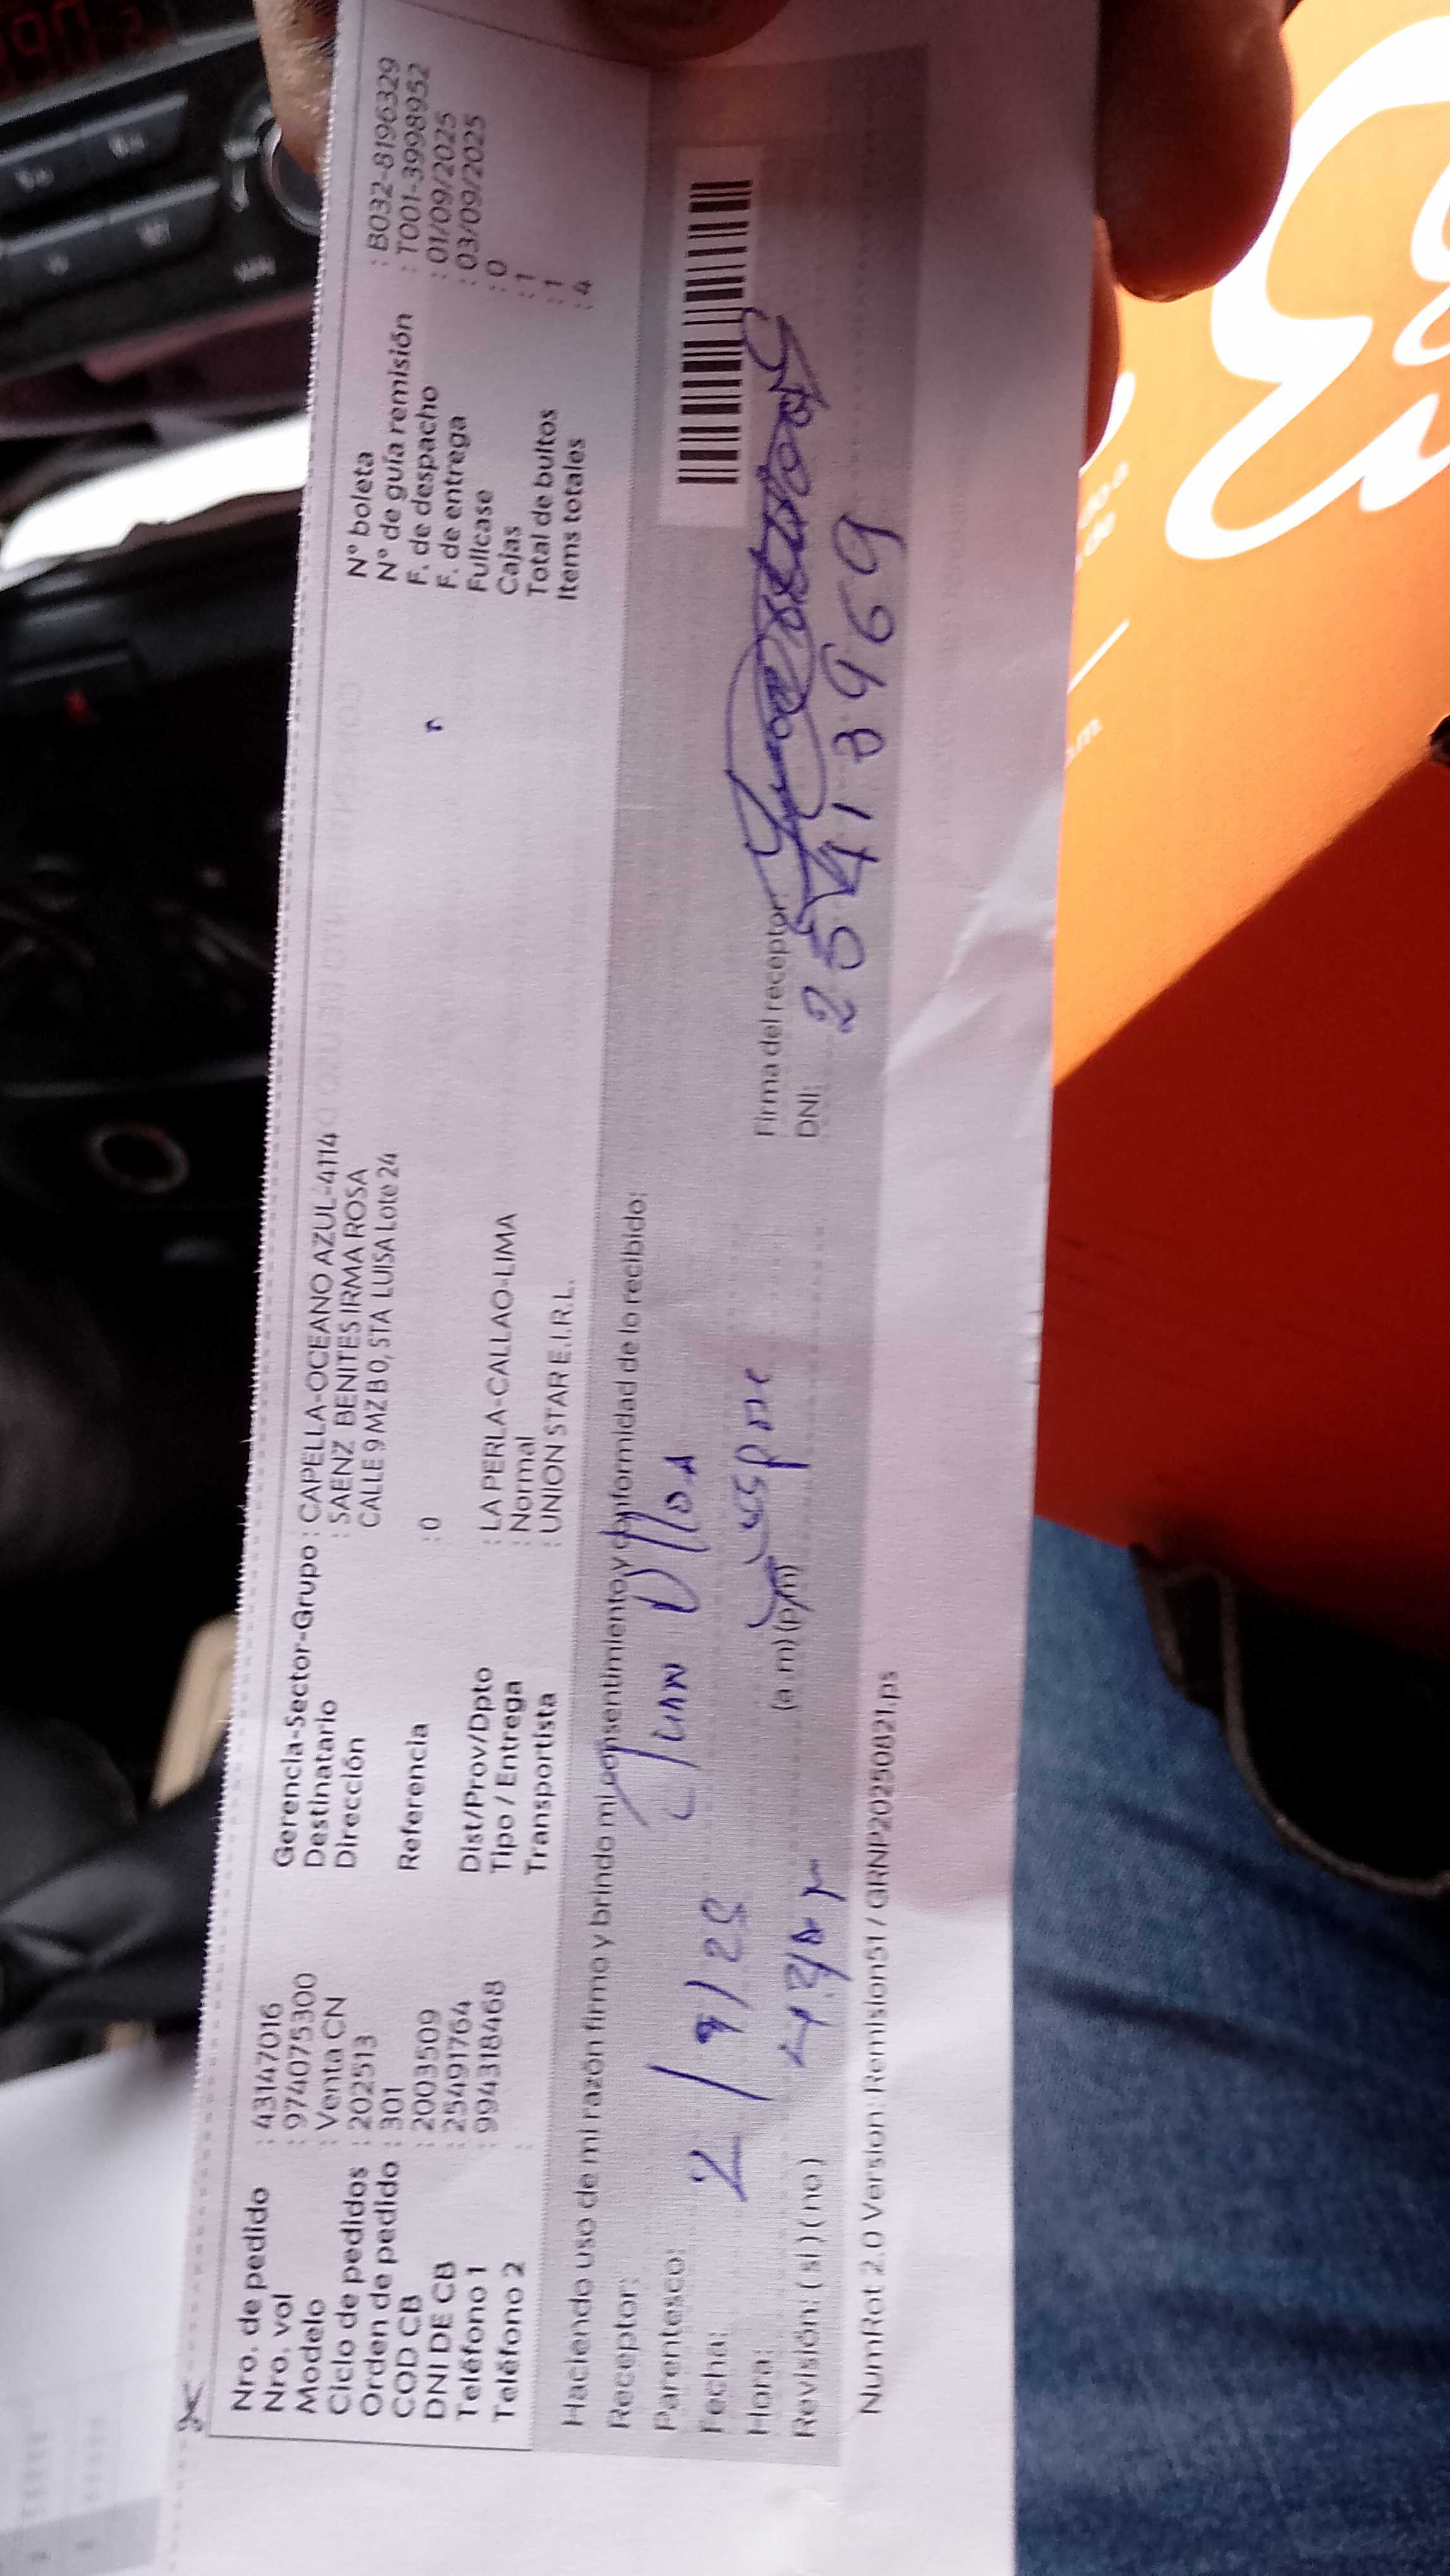 Nro. de pedido : 43147016
Nro. vol : 974075300
Modelo : Venta CN
Ciclo de pedidos : 202513
Orden de pedido : 301
COD CB : 2003509
DNI DE CB : 25491764
Teléfono 1 : 994318468
Teléfono 2 :
Gerencia-Sector-Grupo : CAPELLA-OCEANO AZUL-4114
Destinatario : SAENZ BENITES IRMA ROSA
Dirección CALLE 9 MZ B 0, STA LUISA Lote 24
Referencia : 0
Dist/Prov/Dpto : LA PERLA-CALLAO-LIMA
Tipo / Entrega : Normal
Transportista : UNION STAR E.I.R.L.
N° boleta : B032-8196329
N° de guía remisión : T001-3998952
F. de despacho : 01/09/2025
F. de entrega : 03/09/2025
Fullcase : 0
Cajas : 1
Total de bultos : 1
Items totales : 4
Haciendo uso de mi razón firmo y brindo mi consentimiento y conformidad de lo recibido:
Receptor: Juan
Parentesco:
Fecha: 2/9/25
Hora: (a.m) (p.m)
Revisión: (si) (no)
Firma del receptor:
DNI: 25413969
NumRot 2.0 Version: Remision51 / GRNP20250821.ps